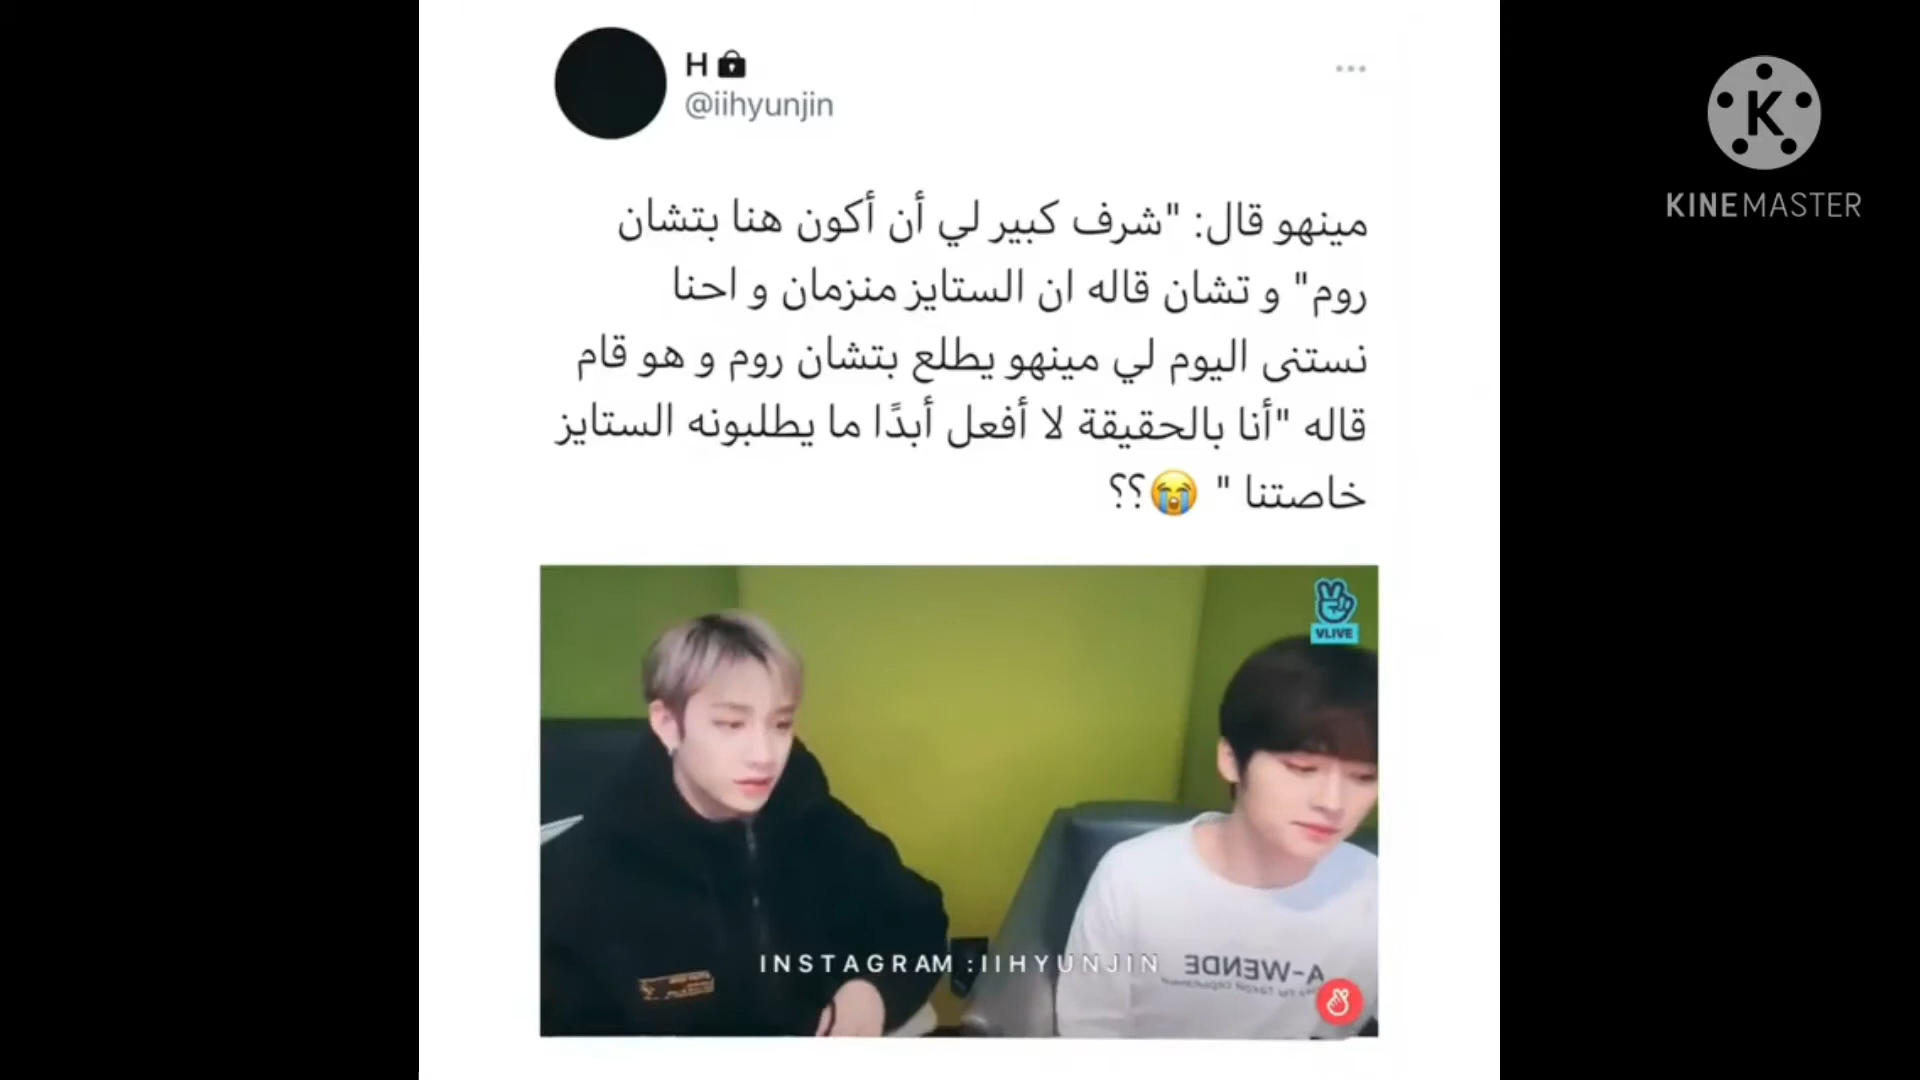 H
@iihyunjin
KINEMASTER
مينهو قال: "شرف كبير لي أن أكون هنا بتشان
روم" و تشان قاله ان الستايز منزمان و احنا
نستنى اليوم لي مينهو يطلع بتشان روم و هو قام
قاله "أنا بالحقيقة لا أفعل أبدًا ما يطلبونه الستايز
خاصتنا " 😭؟؟
VLIVE
INSTAGRAM :IIHYUNJIN
A-WENDE